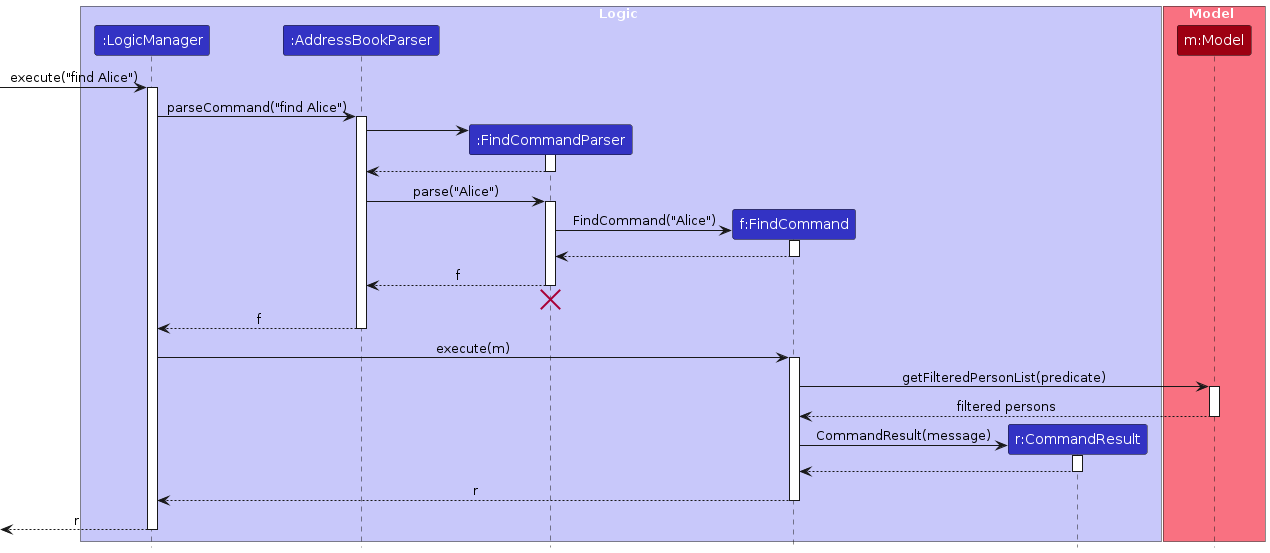 Logic
Model
:LogicManager
:AddressBookParser
m:Model
execute("find Alice")
parseCommand("find Alice")
:FindCommandParser
parse("Alice")
FindCommand("Alice")
f:FindCommand
f
f
execute(m)
getFilteredPersonList(predicate)
filtered persons
CommandResult(message)
r:CommandResult
r
r